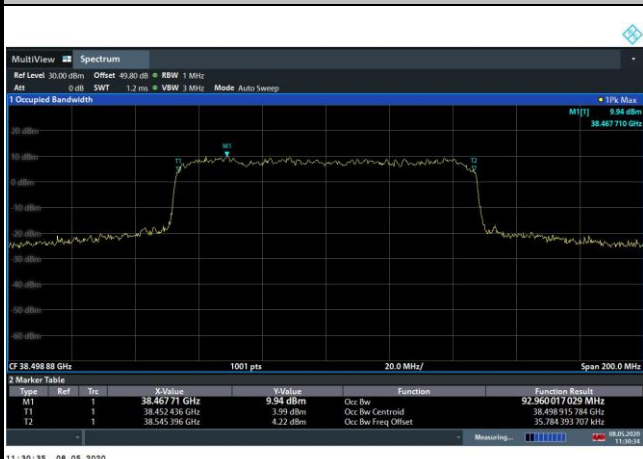 MultiView Spectrum
Ref Level 30.00 dBm Offset 49.80 dB RBW 1 MHz
Att 0 dB SWT 1.2 ms VBW 3 MHz Mode Auto Sweep
1 Occupied Bandwidth 1Pk Max
M1[1] 9.94 dBm
38.467 710 GHz
20 dBm
M1
10 dBm
T1 T2
0 dBm
-10 dBm
-20 dBm
-30 dBm
-40 dBm
-50 dBm
-60 dBm
CF 38.498 88 GHz 1001 pts 20.0 MHz/ Span 200.0 MHz
2 Marker Table
Type Ref Trc X-Value Y-Value Function Function Result
M1 1 38.467 71 GHz 9.94 dBm Occ Bw 92.960 017 029 MHz
T1 1 38.452 436 GHz 3.99 dBm Occ Bw Centroid 38.498 915 784 GHz
T2 1 38.545 396 GHz 4.22 dBm Occ Bw Freq Offset 35.784 393 707 kHz
Measuring... 08.05.2020
11:30:34
11:30:35 08.05.2020